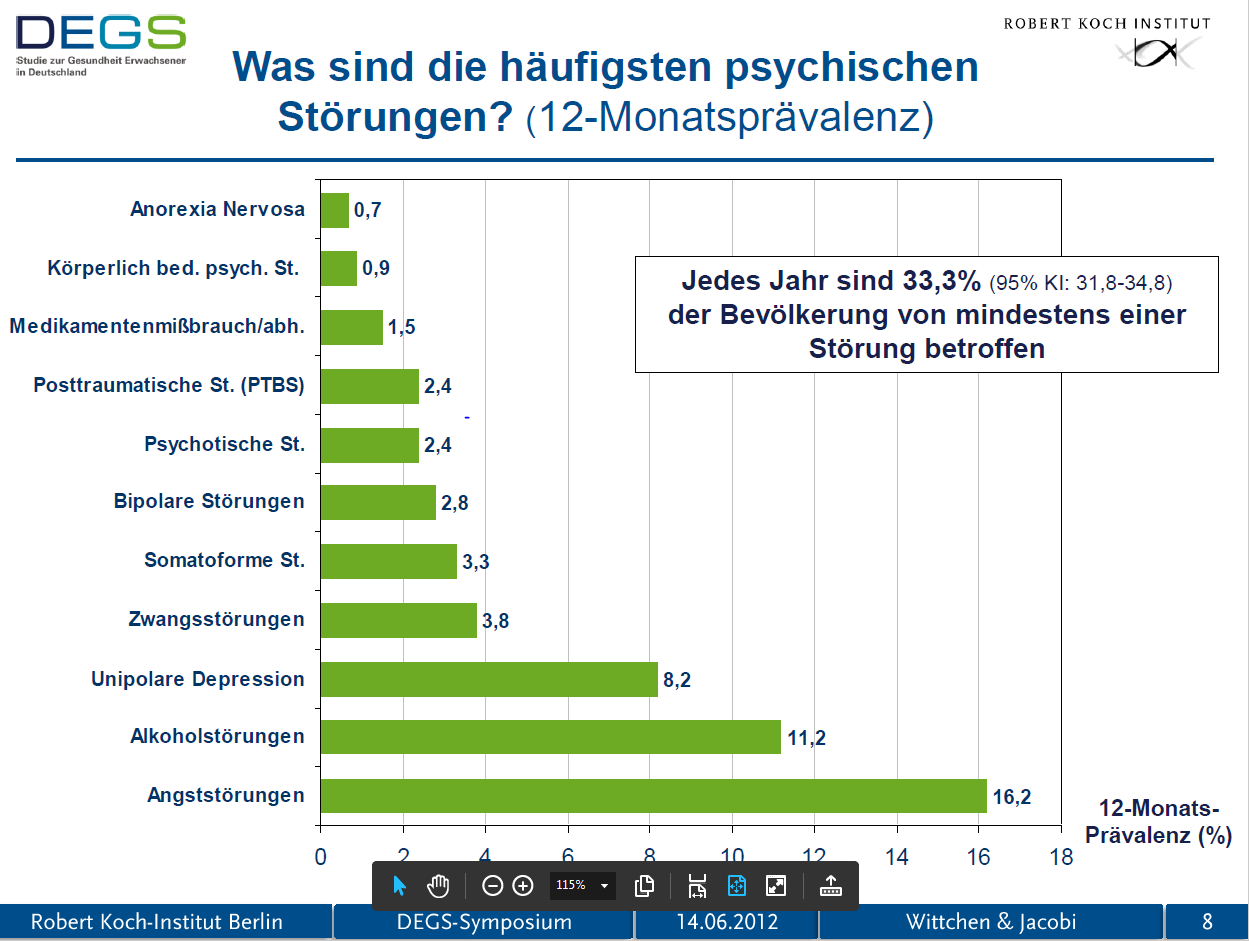 DEGS
Studie zur Gesundheit Erwachsener
in Deutschland
ROBERT KOCH INSTITUT
Was sind die häufigsten psychischen
Störungen? (12-Monatsprävalenz)
Anorexia Nervosa 0,7
Körperlich bed. psych. St. 0,9
Medikamentenmißbrauch/abh. 1,5
Posttraumatische St. (PTBS) 2,4
Psychotische St. 2,4
Bipolare Störungen 2,8
Somatoforme St. 3,3
Zwangsstörungen 3,8
Unipolare Depression 8,2
Alkoholstörungen 11,2
Angststörungen 16,2
Jedes Jahr sind 33,3% (95% KI: 31,8-34,8)
der Bevölkerung von mindestens einer
Störung betroffen
12-Monats-
Prävalenz (%)
0 2 4 6 8 10 12 14 16 18
115%
Robert Koch-Institut Berlin DEGS-Symposium 14.06.2012 Wittchen & Jacobi 8